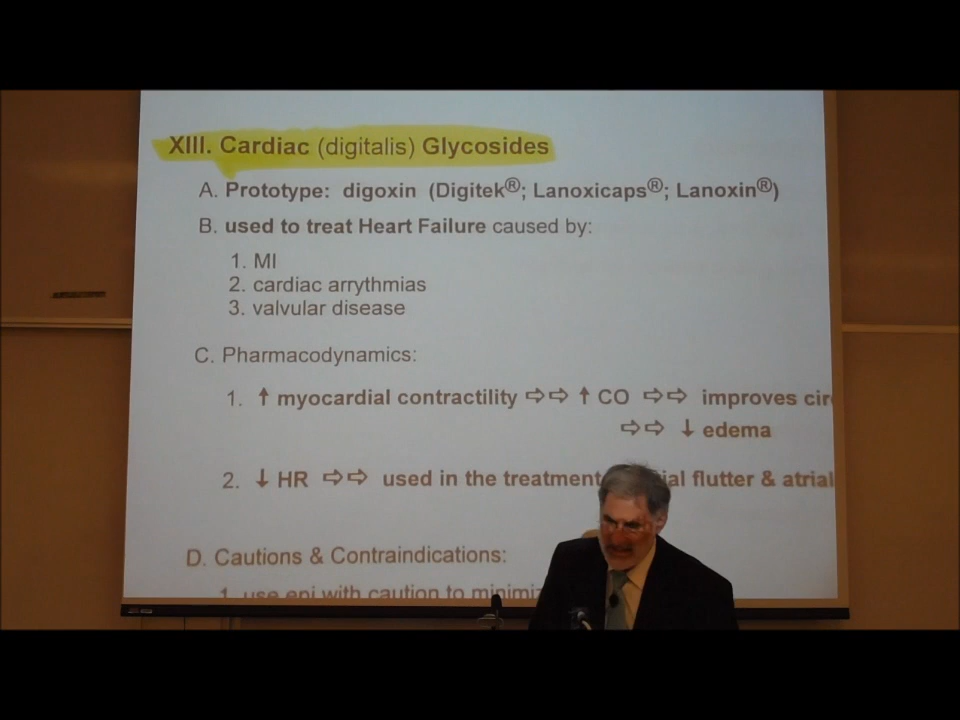 XIII. Cardiac (digitalis) Glycosides
A. Prototype: digoxin (Digitek®; Lanoxicaps®; Lanoxin®)
B. used to treat Heart Failure caused by:
1. MI
2. cardiac arrythmias
3. valvular disease
C. Pharmacodynamics:
1. ↑ myocardial contractility ⇨⇨ ↑ CO ⇨⇨ improves
⇨⇨ ↓ edema
2. ↓ HR ⇨⇨ used in the treatment flutter & atrial
D. Cautions & Contraindications:
1. use epi with caution to